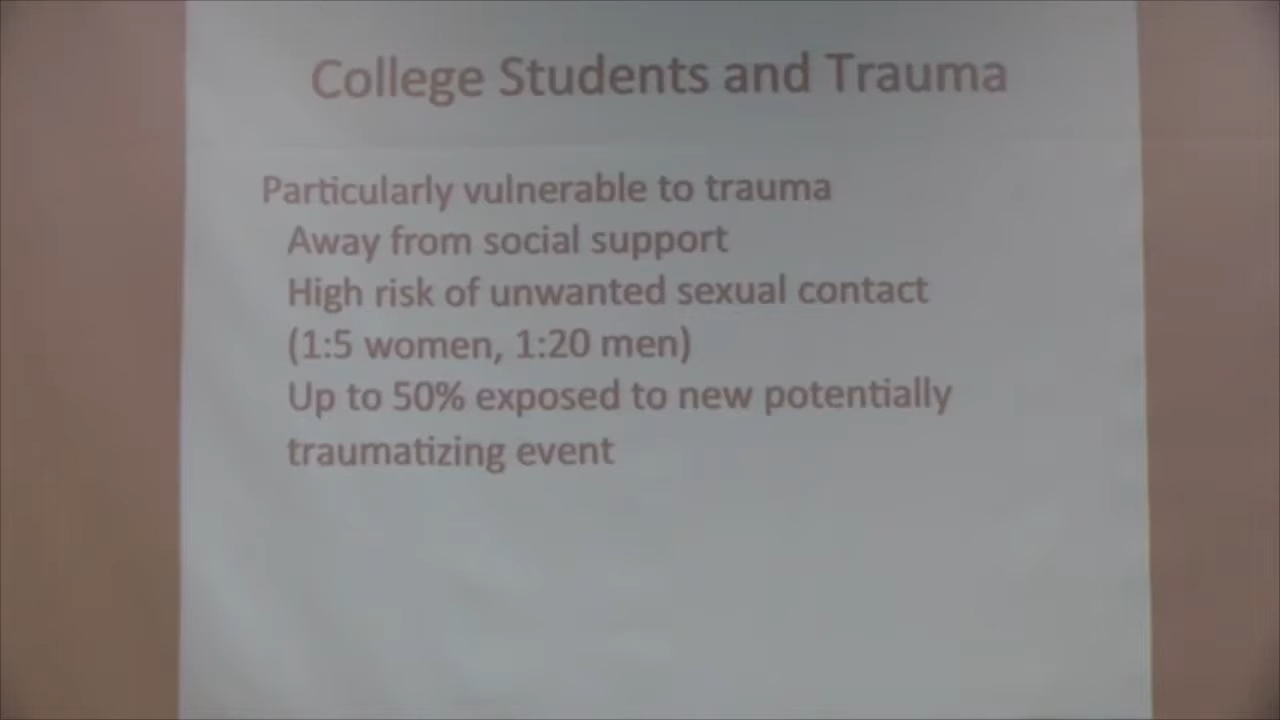 College Students and Trauma
Particularly vulnerable to trauma
Away from social support
High risk of unwanted sexual contact
(1:5 women, 1:20 men)
Up to 50% exposed to new potentially
traumatizing event